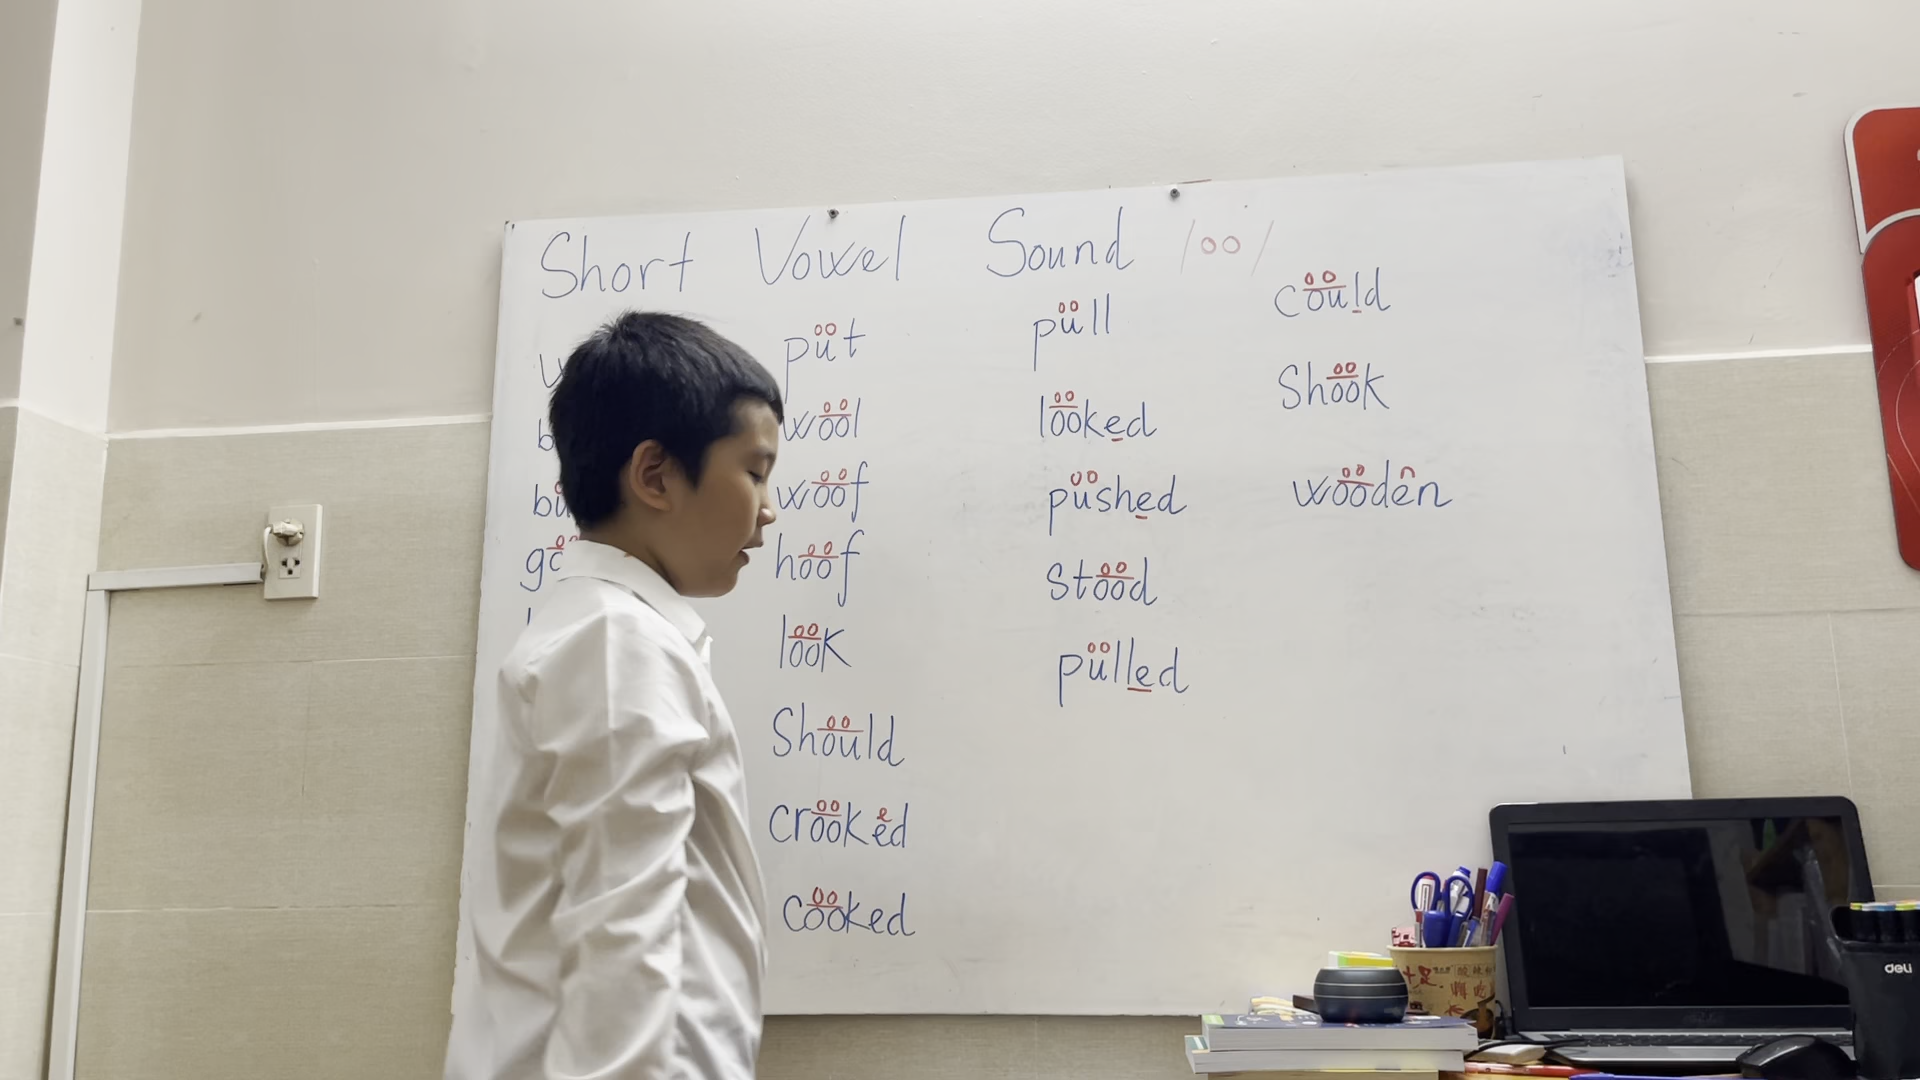 Short Vowel Sound /oo/
put
wool
woof
hoof
look
Should
crooked
cooked
pull
looked
pushed
stood
pulled
could
Shook
wooden
deli